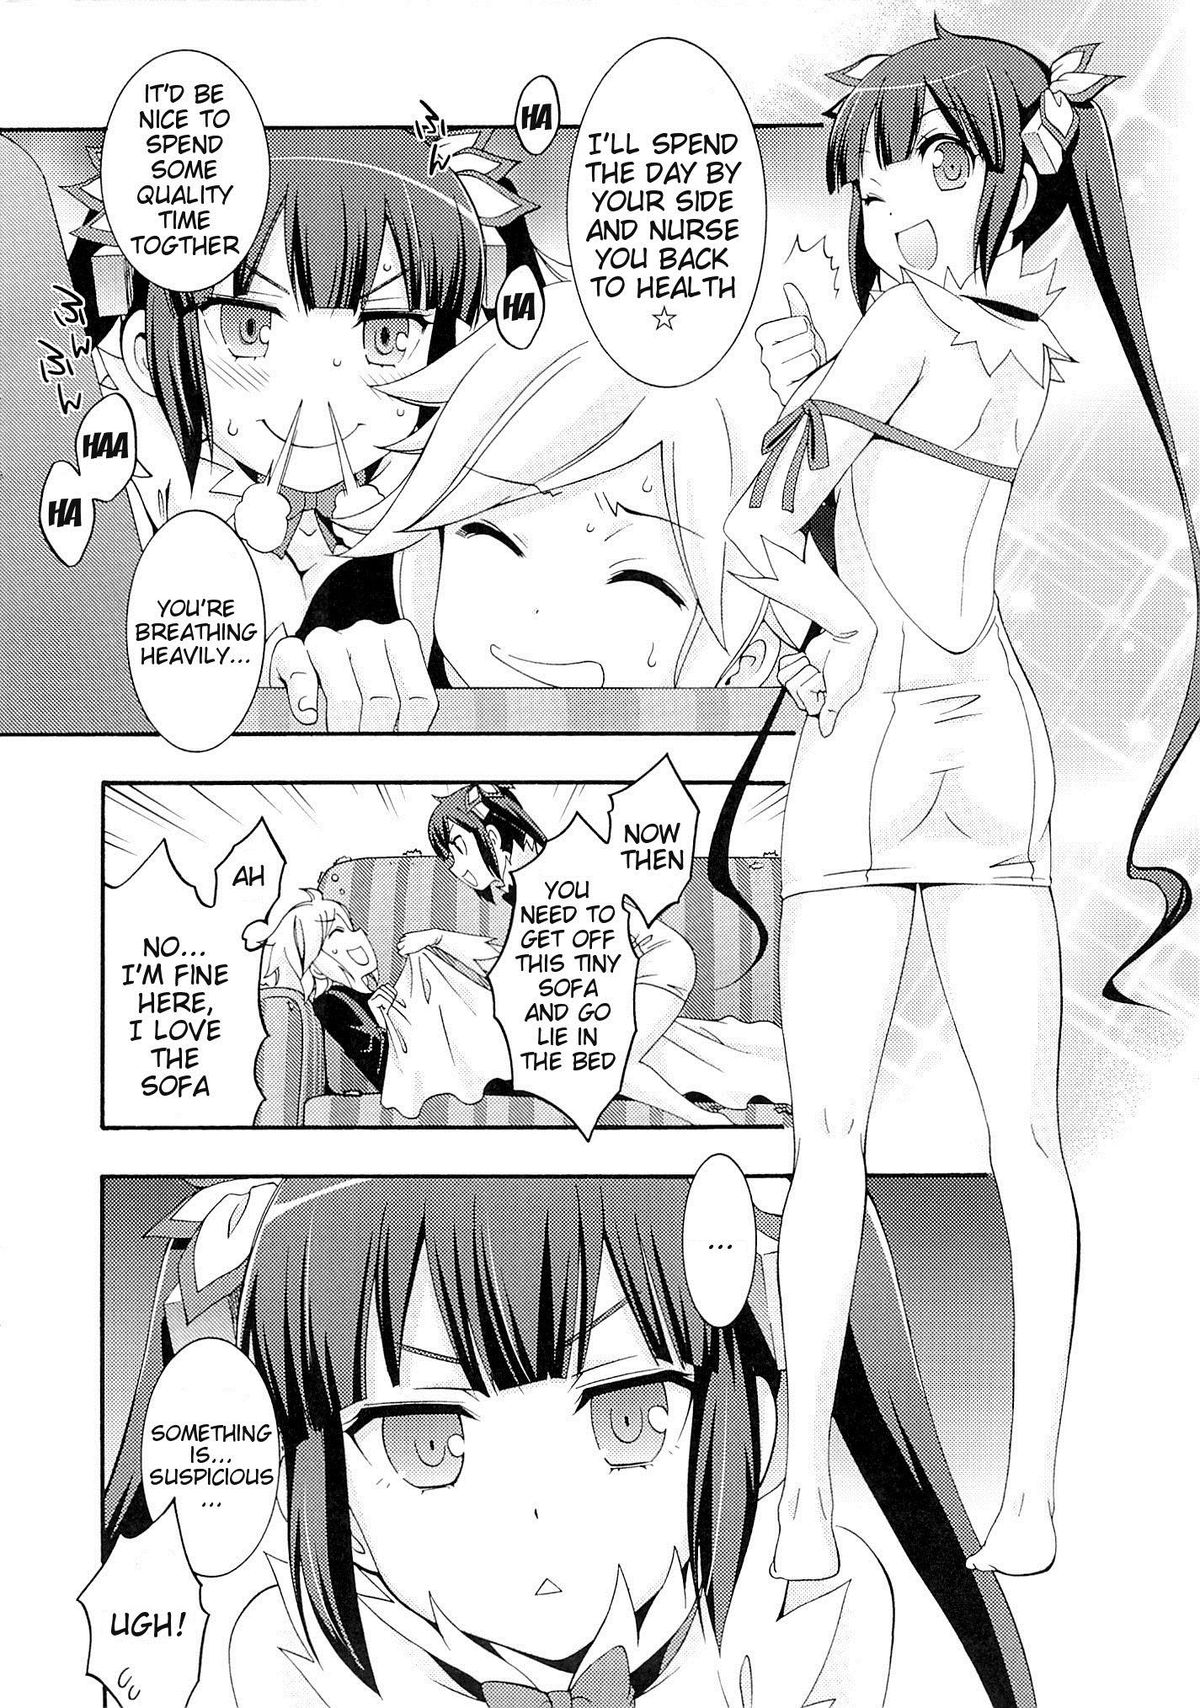 I'LL SPEND
THE DAY BY
YOUR SIDE
AND NURSE
YOU BACK
TO HEALTH
☆
IT'D BE
NICE TO
SPEND
SOME
QUALITY
TIME
TOGTHER
HA
HA
HAA
HA
YOU'RE
BREATHING
HEAVILY...
NOW
THEN
YOU
NEED TO
GET OFF
THIS TINY
SOFA
AND GO
LIE IN
THE BED
AH
NO...
I'M FINE
HERE,
I LOVE
THE
SOFA
...
SOMETHING
IS...
SUSPICIOUS
...
UGH!